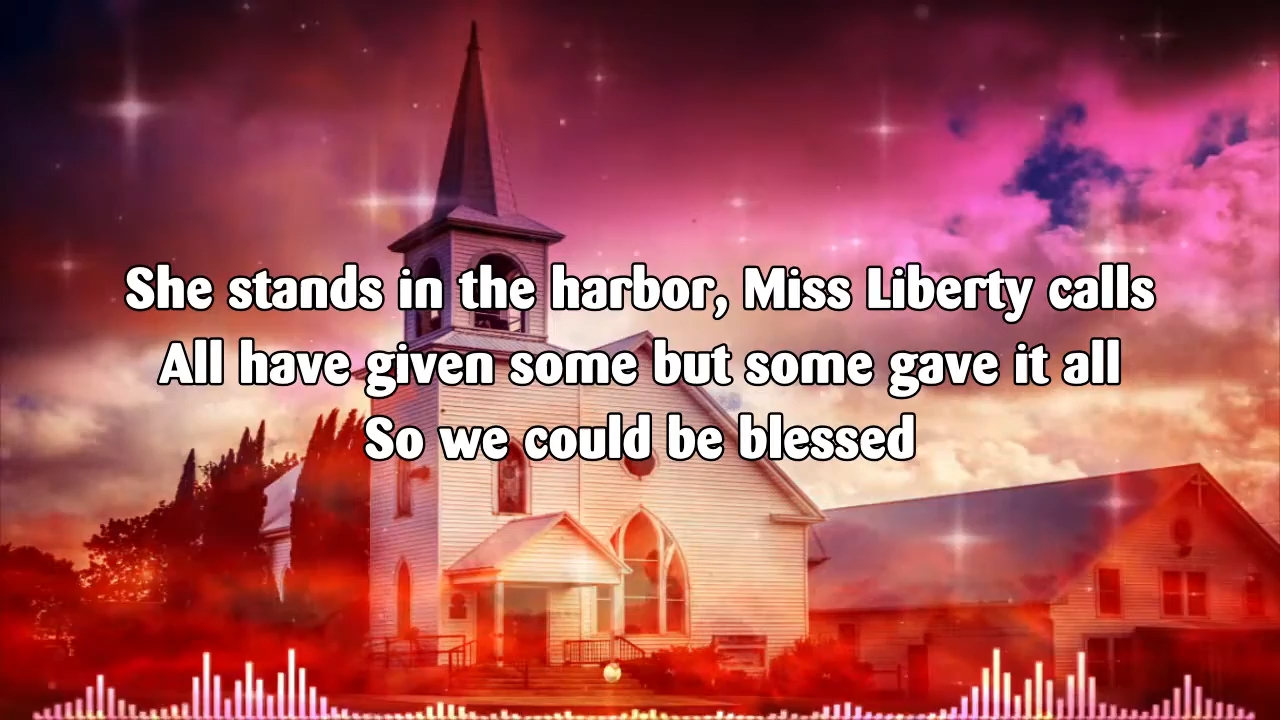 She stands in the harbor, Miss Liberty calls
All have given some but some gave it all
So we could be blessed